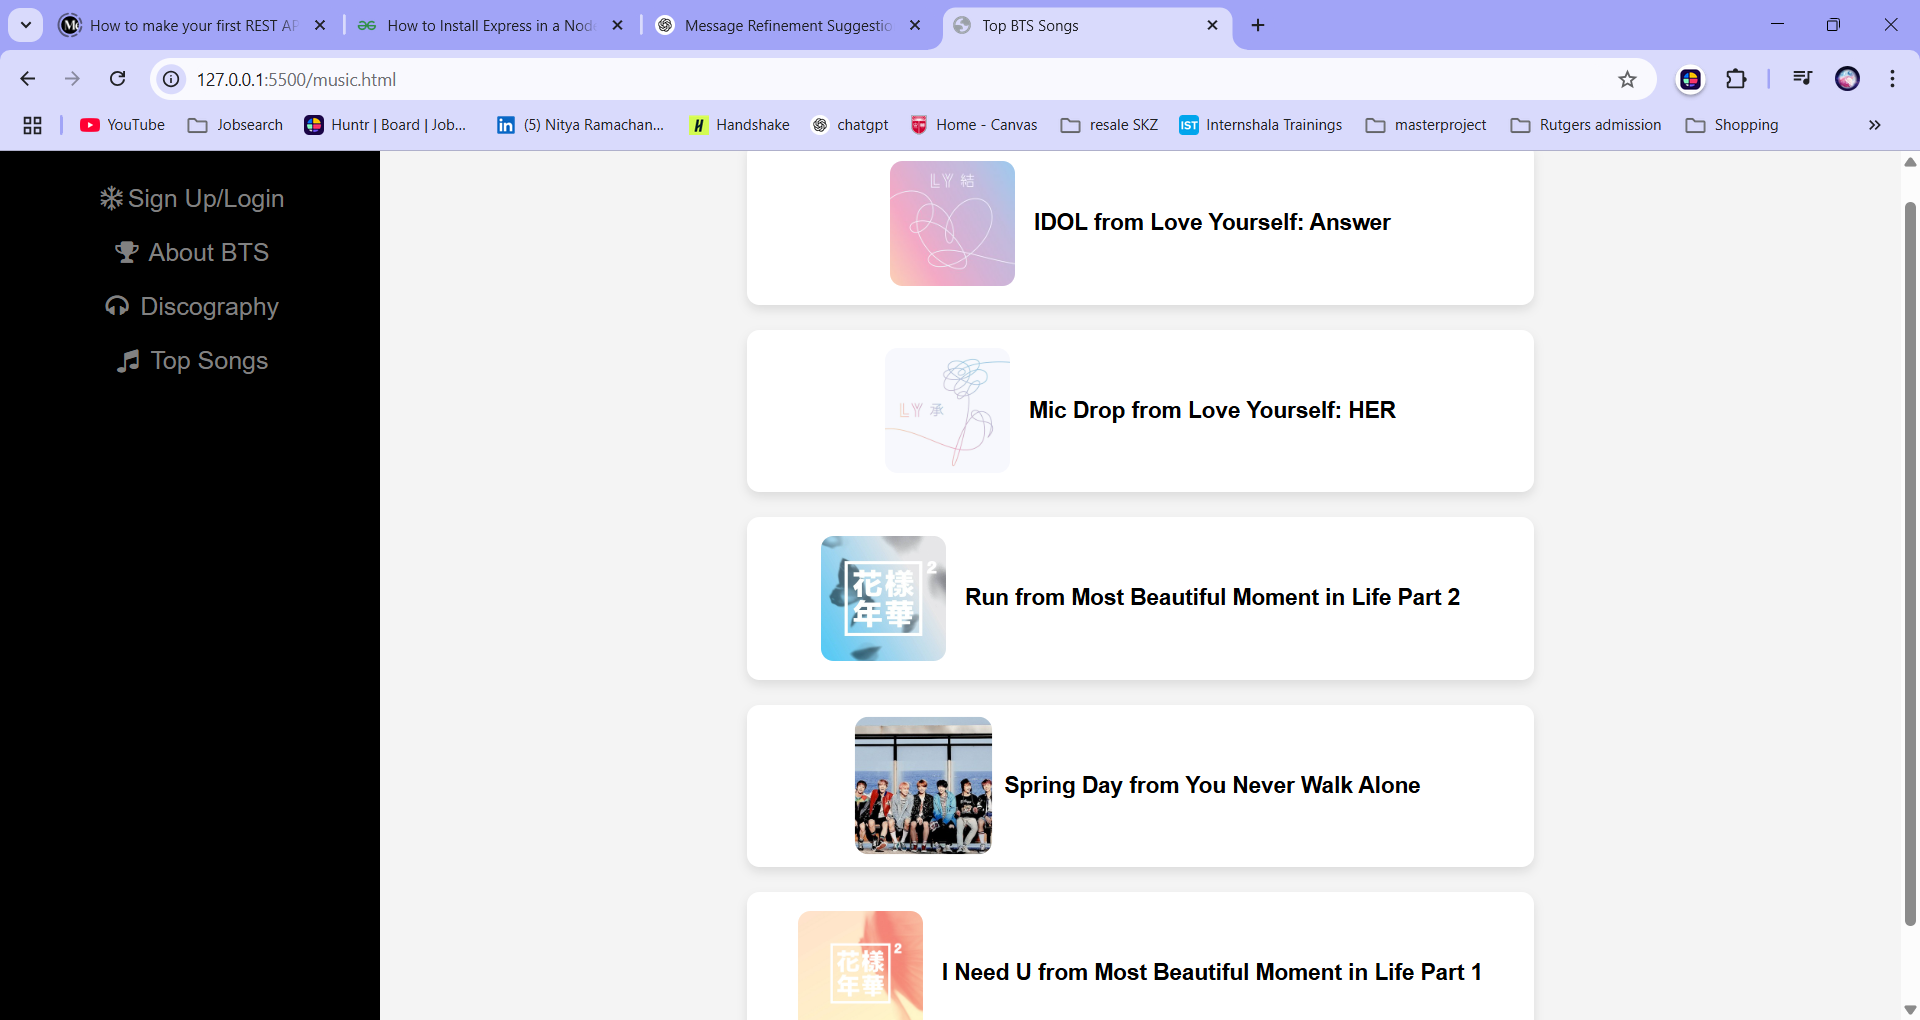 How to make your first REST AP
How to Install Express in a Node
Message Refinement Suggestio
Top BTS Songs
127.0.0.1:5500/music.html
YouTube
Jobsearch
Huntr | Board | Job...
(5) Nitya Ramachan...
Handshake
chatgpt
Home - Canvas
resale SKZ
IST
Internshala Trainings
masterproject
Rutgers admission
Shopping
Sign Up/Login
About BTS
Discography
Top Songs
LY 結
IDOL from Love Yourself: Answer
LY 承
Mic Drop from Love Yourself: HER
花樣 2
年華
Run from Most Beautiful Moment in Life Part 2
Spring Day from You Never Walk Alone
花樣 2
年華
I Need U from Most Beautiful Moment in Life Part 1